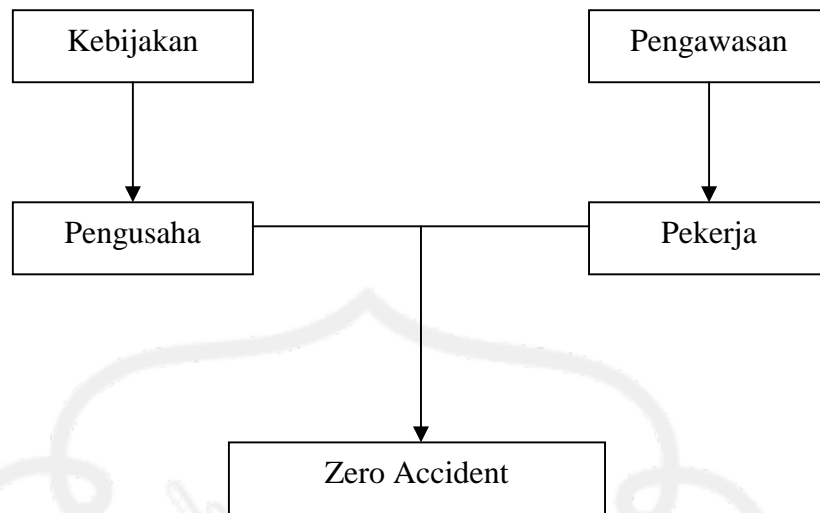 Kebijakan
Pengawasan
Pengusaha
Pekerja
Zero Accident